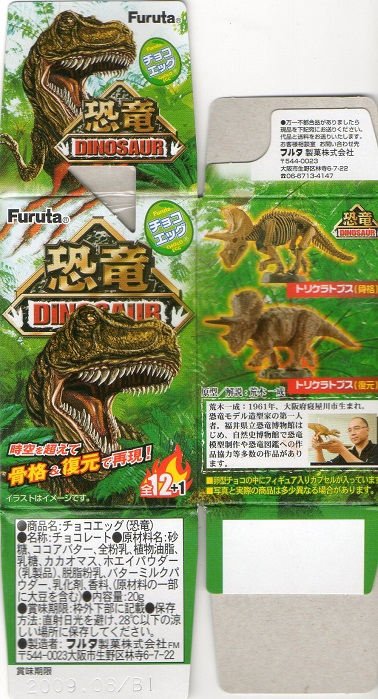 Furuta®
チョコ
エッグ
恐竜
DINOSAUR
Furuta®
Furuta
チョコ
エッグ
恐竜
DINOSAUR
時空を超えて
骨格&復元で再現!
全12+1
イラストはイメージです。
●商品名:チョコエッグ(恐竜)
●名称:チョコレート●原材料名:砂
糖、ココアバター、全粉乳、植物油脂、
乳糖、カカオマス、ホエイパウダー
(乳製品)、脱脂粉乳、バターミルクパ
ウダー、乳化剤、香料、(原材料の一部
に大豆を含む)●内容量:20g
●賞味期限:枠外下部に記載●保存
方法:直射日光を避け、28℃以下の涼
しい場所に保存してください。
●製造者:フルタ製菓株式会社FM
〒544-0023大阪市生野区巽南6-7-22
賞味期限
2009.06/B1
●万一不都合品がありましたら
現品を下記宛にお送りください。
代品と送料をお送りいたします。
お客様相談室 お問い合わせ先
フルタ製菓株式会社
〒544-0023
大阪市生野区巽南6-7-22
☎06-6713-4147
恐竜
DINOSAUR
トリケラトプス(骨格)
トリケラトプス(復元)
原型/解説:荒木一成
荒木一成:1961年、大阪府寝屋川市生まれ。
恐竜モデル造型家の第一人
者。福井県立恐竜博物館は
じめ、自然史博物館で恐竜
模型制作や恐竜図鑑への作
品協力等多数の作品があり
ます。
■卵型チョコの中にフィギュア入りカプセルが入っています
■写真と実際の商品は多少異なる場合があります。